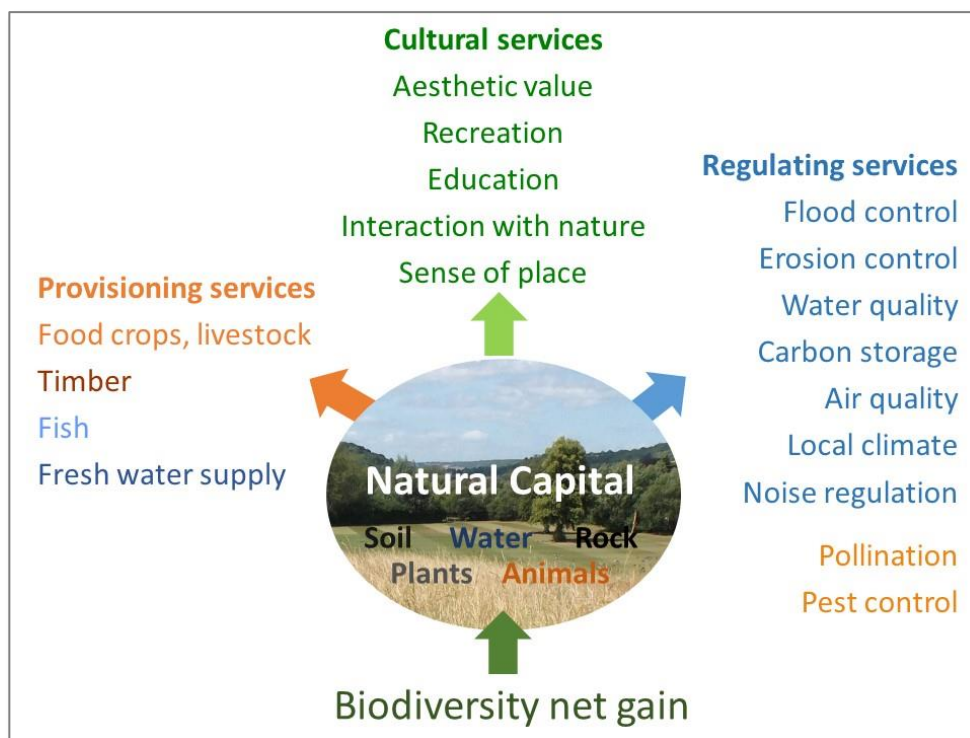 Cultural services
Aesthetic value
Recreation
Education
Interaction with nature
Sense of place
Regulating services
Flood control
Erosion control
Water quality
Carbon storage
Air quality
Local climate
Noise regulation
Pollination
Pest control
Provisioning services
Food crops, livestock
Timber
Fish
Fresh water supply
Natural Capital
Soil Water Rock
Plants Animals
Biodiversity net gain